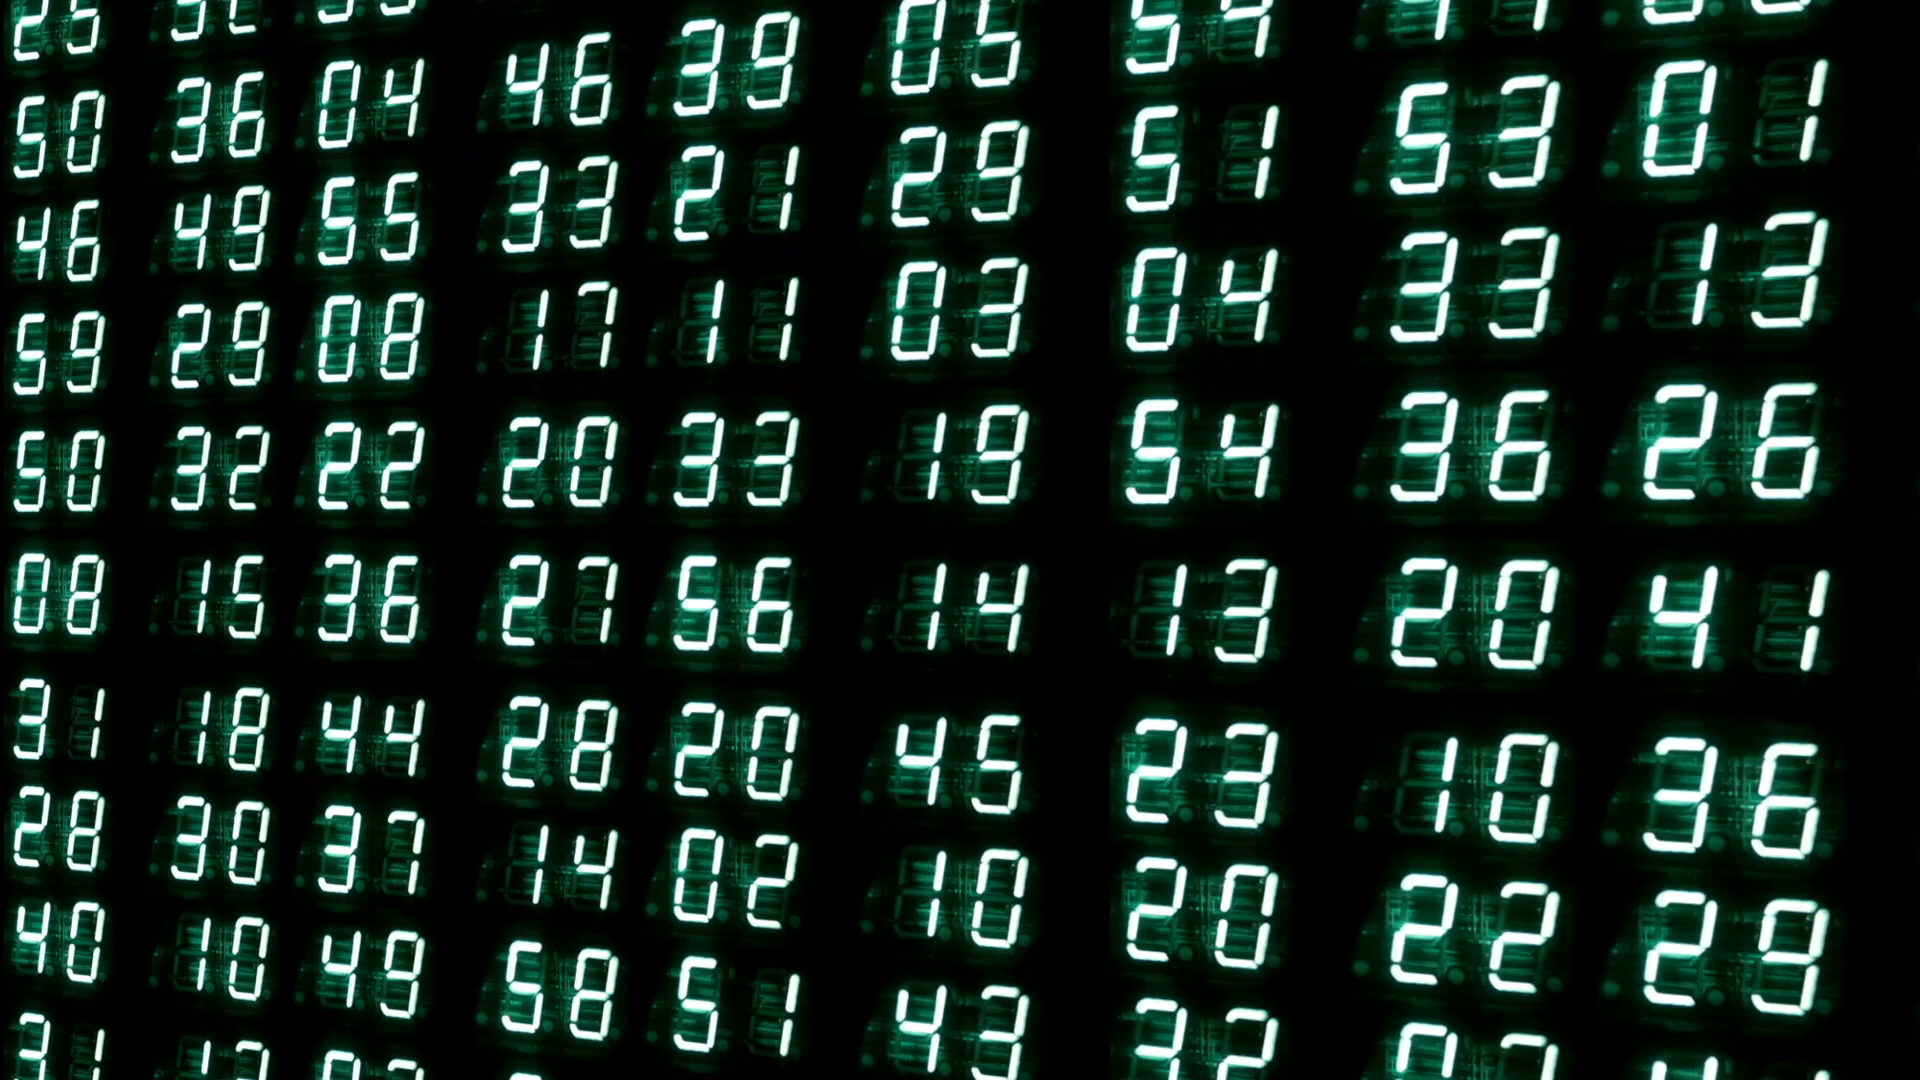 50 36 04 46 39 05 54
46 49 55 33 21 29 51 53 01
59 29 08 17 11 03 04 33 13
50 32 22 20 33 19 54 36 26
08 15 36 27 56 14 13 20 41
31 18 44 28 20 45 23 10 36
28 30 37 14 02 10 20 22 29
40 10 49 58 51 43 32
31